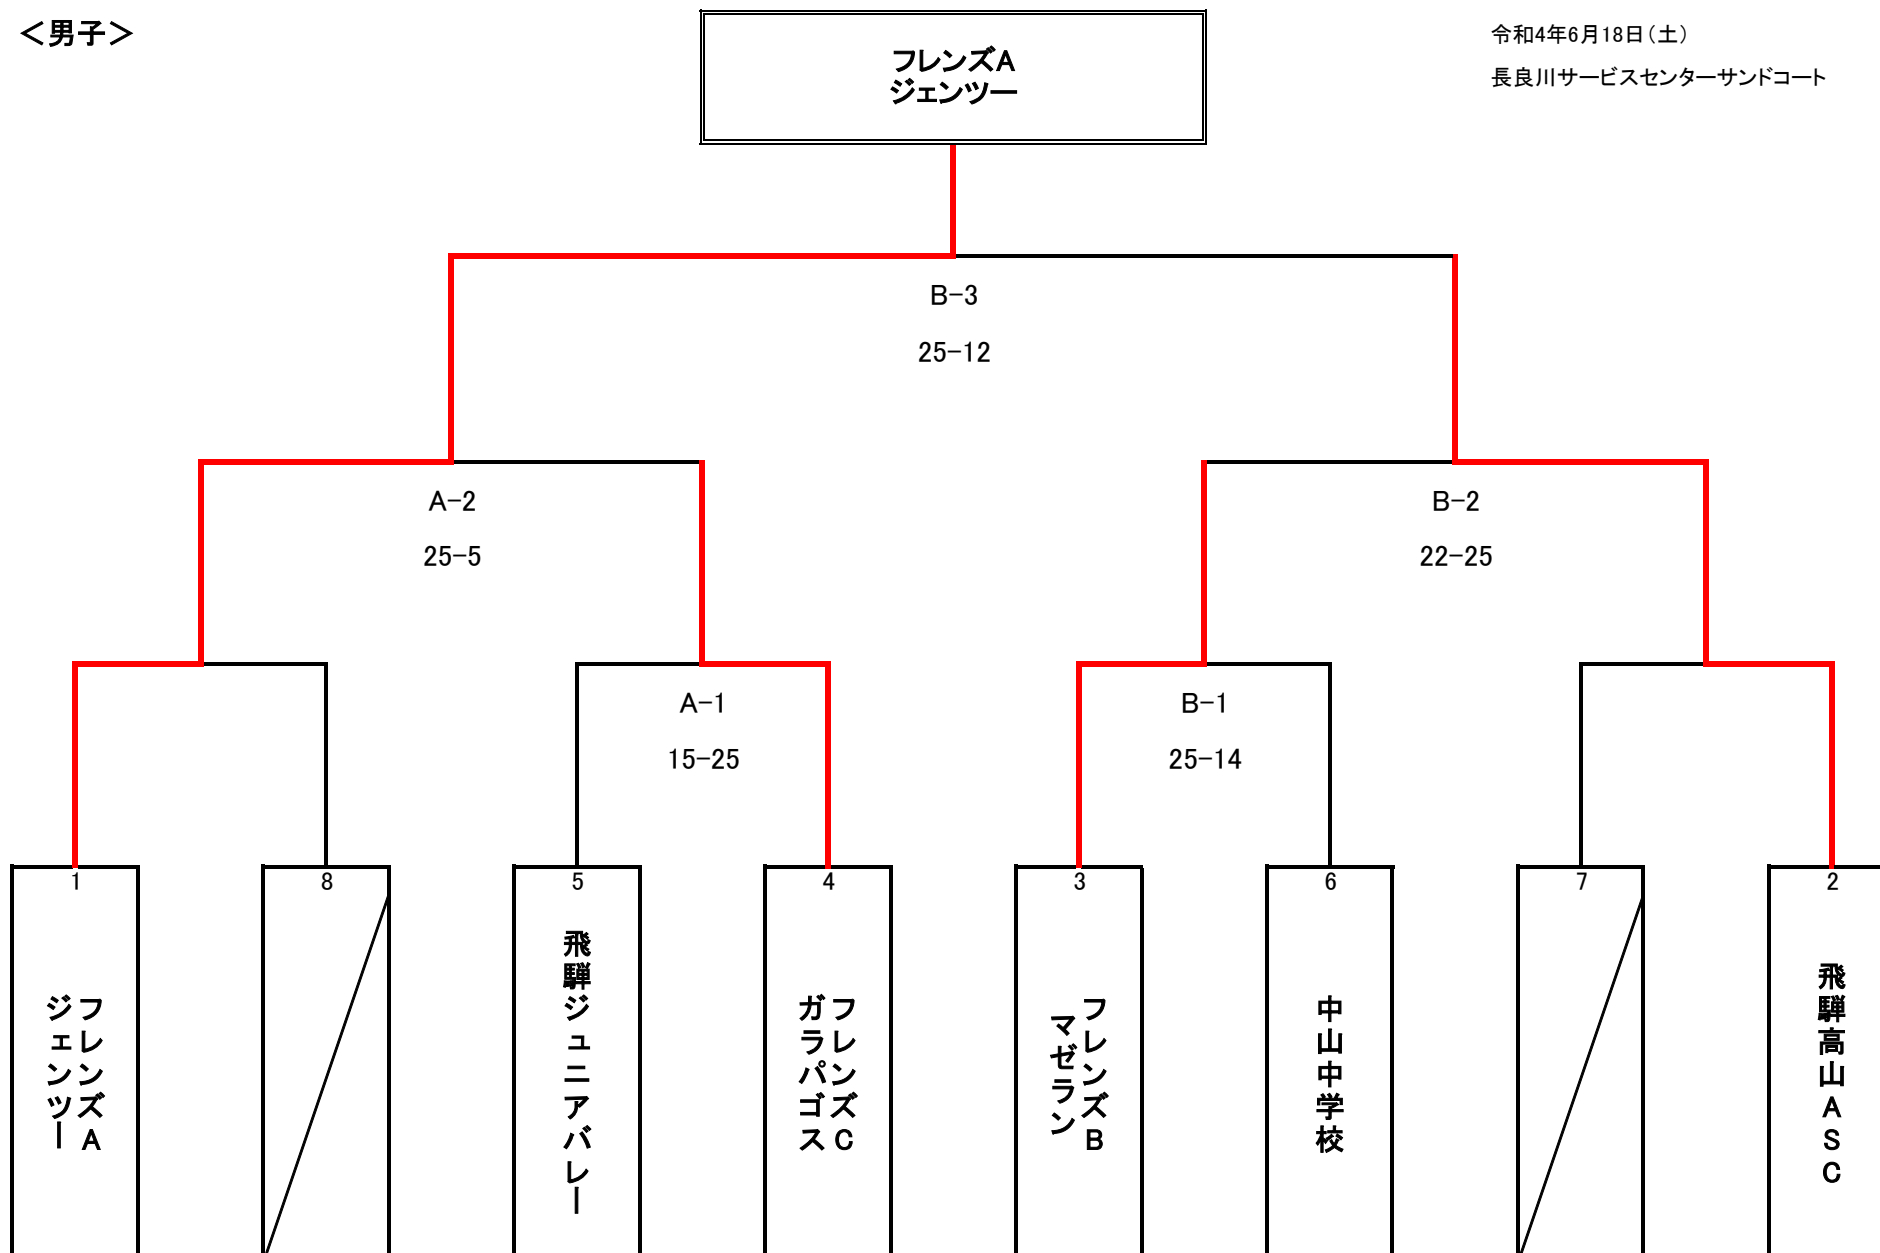 ＜男子＞
令和4年6月18日（土）
長良川サービスセンターサンドコート
フレンズA
ジェンツー
B-3
25-12
A-2
25-5
B-2
22-25
A-1
15-25
B-1
25-14
1
8
5
4
3
6
7
2
フレンズA
ジェンツー
飛騨ジュニアバレー
フレンズC
ガラパゴス
フレンズB
マゼラン
中山中学校
飛騨高山ASC